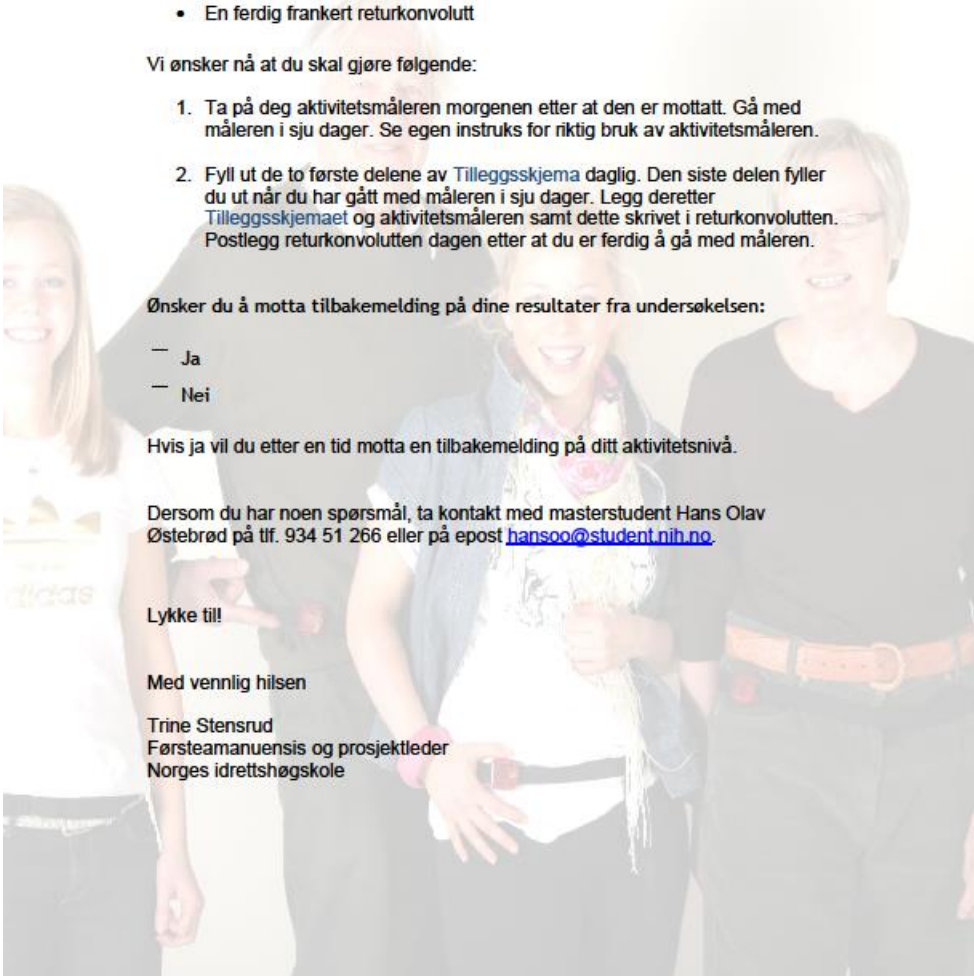 • En ferdig frankert returkonvolutt
Vi ønsker nå at du skal gjøre følgende:
1. Ta på deg aktivitetsmåleren morgenen etter at den er mottatt. Gå med
måleren i sju dager. Se egen instruks for riktig bruk av aktivitetsmåleren.
2. Fyll ut de to første delene av Tilleggsskjema daglig. Den siste delen fyller
du ut når du har gått med måleren i sju dager. Legg deretter
Tilleggsskjemaet og aktivitetsmåleren samt dette skrivet i returkonvolutten.
Postlegg returkonvolutten dagen etter at du er ferdig å gå med måleren.
Ønsker du å motta tilbakemelding på dine resultater fra undersøkelsen:
Ja
Nei
Hvis ja vil du etter en tid motta en tilbakemelding på ditt aktivitetsnivå.
Dersom du har noen spørsmål, ta kontakt med masterstudent Hans Olav
Østebrød på tlf. 934 51 266 eller på epost hansoo@student.nih.no.
adidas
Lykke til!
Med vennlig hilsen
Trine Stensrud
Førsteamanuensis og prosjektleder
Norges idrettshøgskole